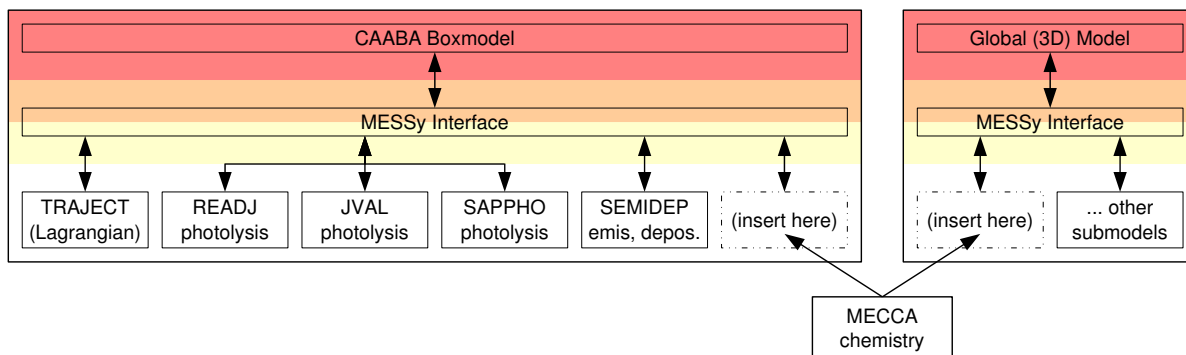 CAABA Boxmodel
MESSy Interface
TRAJECT
(Lagrangian)
READJ
photolysis
JVAL
photolysis
SAPPHO
photolysis
SEMIDEP
emis, depos.
(insert here)
Global (3D) Model
MESSy Interface
(insert here)
... other
submodels
MECCA
chemistry